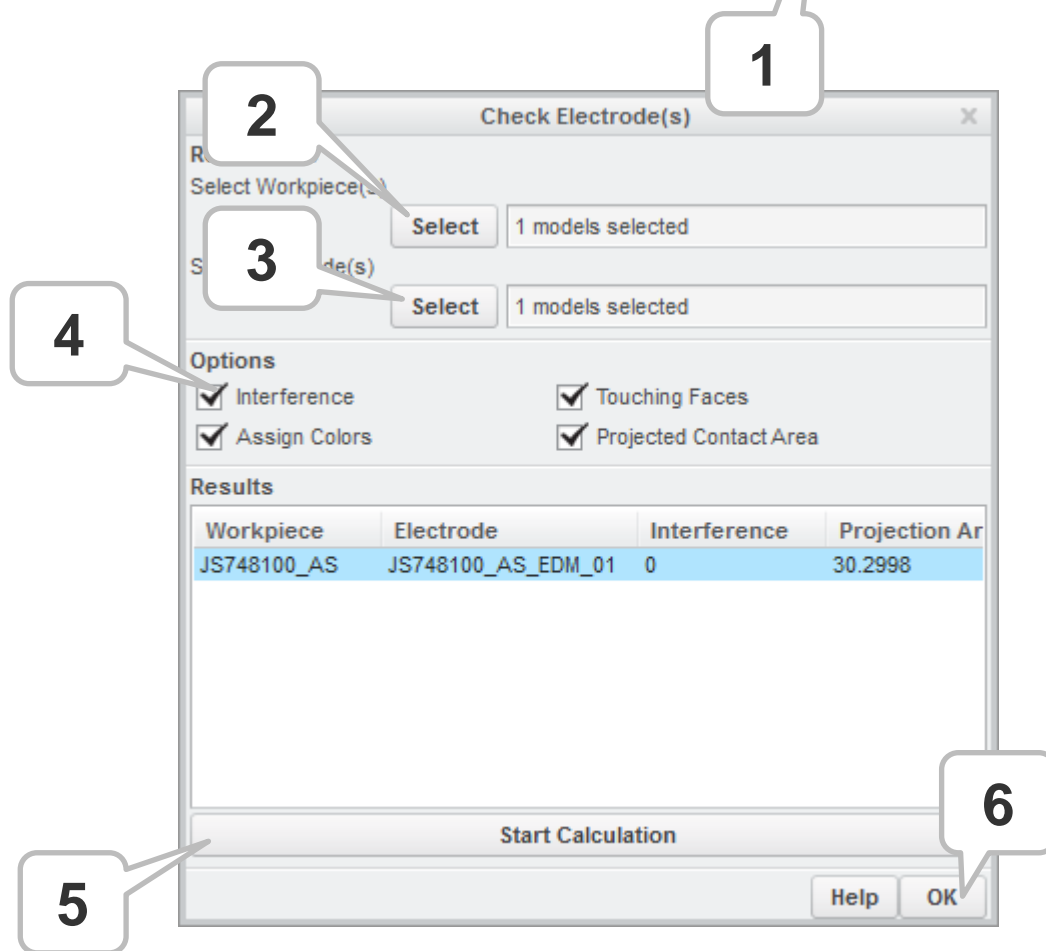 1
2
Check Electrode(s)
Select Workpiece(s)
Select
1 models selected
3
Select
1 models selected
4
Options
Interference
Touching Faces
Assign Colors
Projected Contact Area
Results
Workpiece Electrode Interference Projection Ar
JS748100_AS JS748100_AS_EDM_01 0 30.2998
6
Start Calculation
5
Help OK